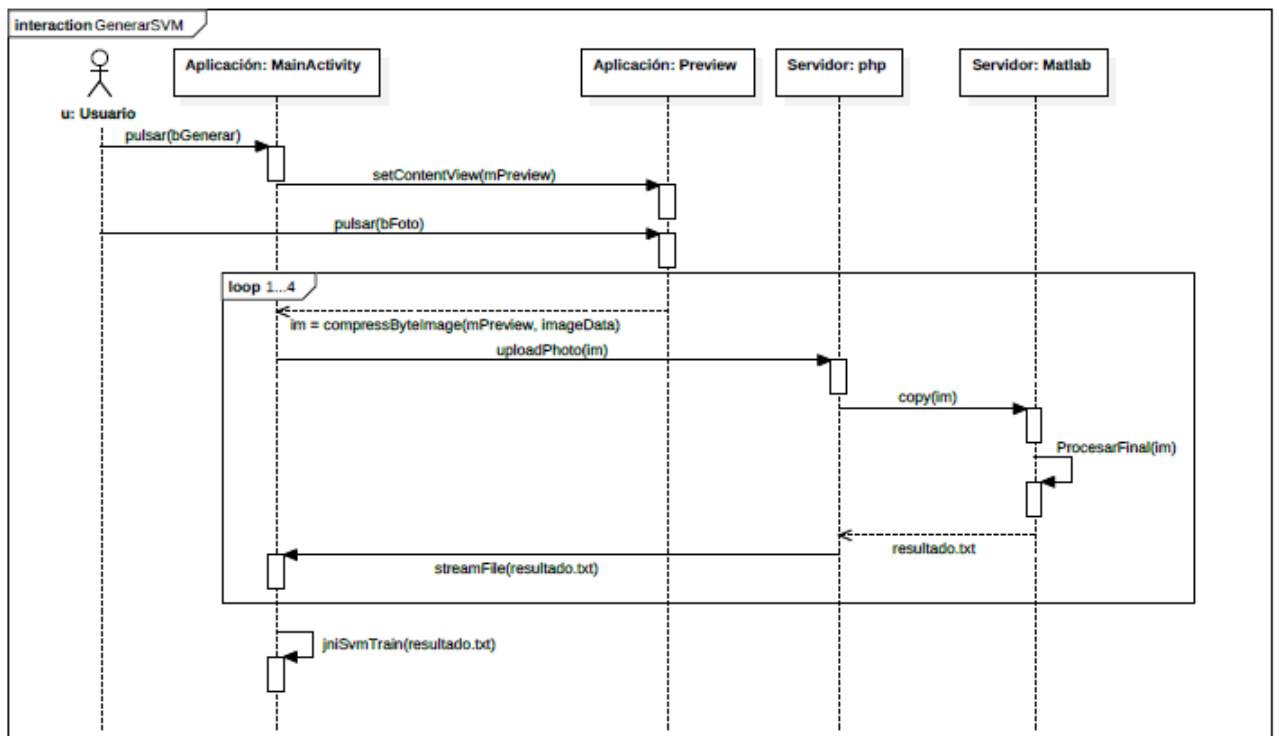 interaction GenerarSVM
Aplicación: MainActivity
Aplicación: Preview
Servidor: php
Servidor: Matlab
u: Usuario
pulsar(bGenerar)
setContentView(mPreview)
pulsar(bFoto)
loop 1...4
im = compressByteImage(mPreview, imageData)
uploadPhoto(im)
copy(im)
ProcesarFinal(im)
resultado.txt
streamFile(resultado.txt)
jniSvmTrain(resultado.txt)